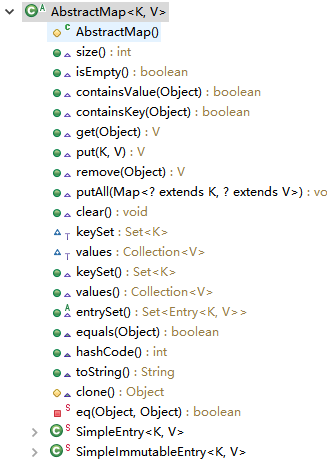 AbstractMap<K, V>
AbstractMap()
size() : int
isEmpty() : boolean
containsValue(Object) : boolean
containsKey(Object) : boolean
get(Object) : V
put(K, V) : V
remove(Object) : V
putAll(Map<? extends K, ? extends V>) : vo
clear() : void
keySet : Set<K>
values : Collection<V>
keySet() : Set<K>
values() : Collection<V>
entrySet() : Set<Entry<K, V>>
equals(Object) : boolean
hashCode() : int
toString() : String
clone() : Object
eq(Object, Object) : boolean
SimpleEntry<K, V>
SimpleImmutableEntry<K, V>